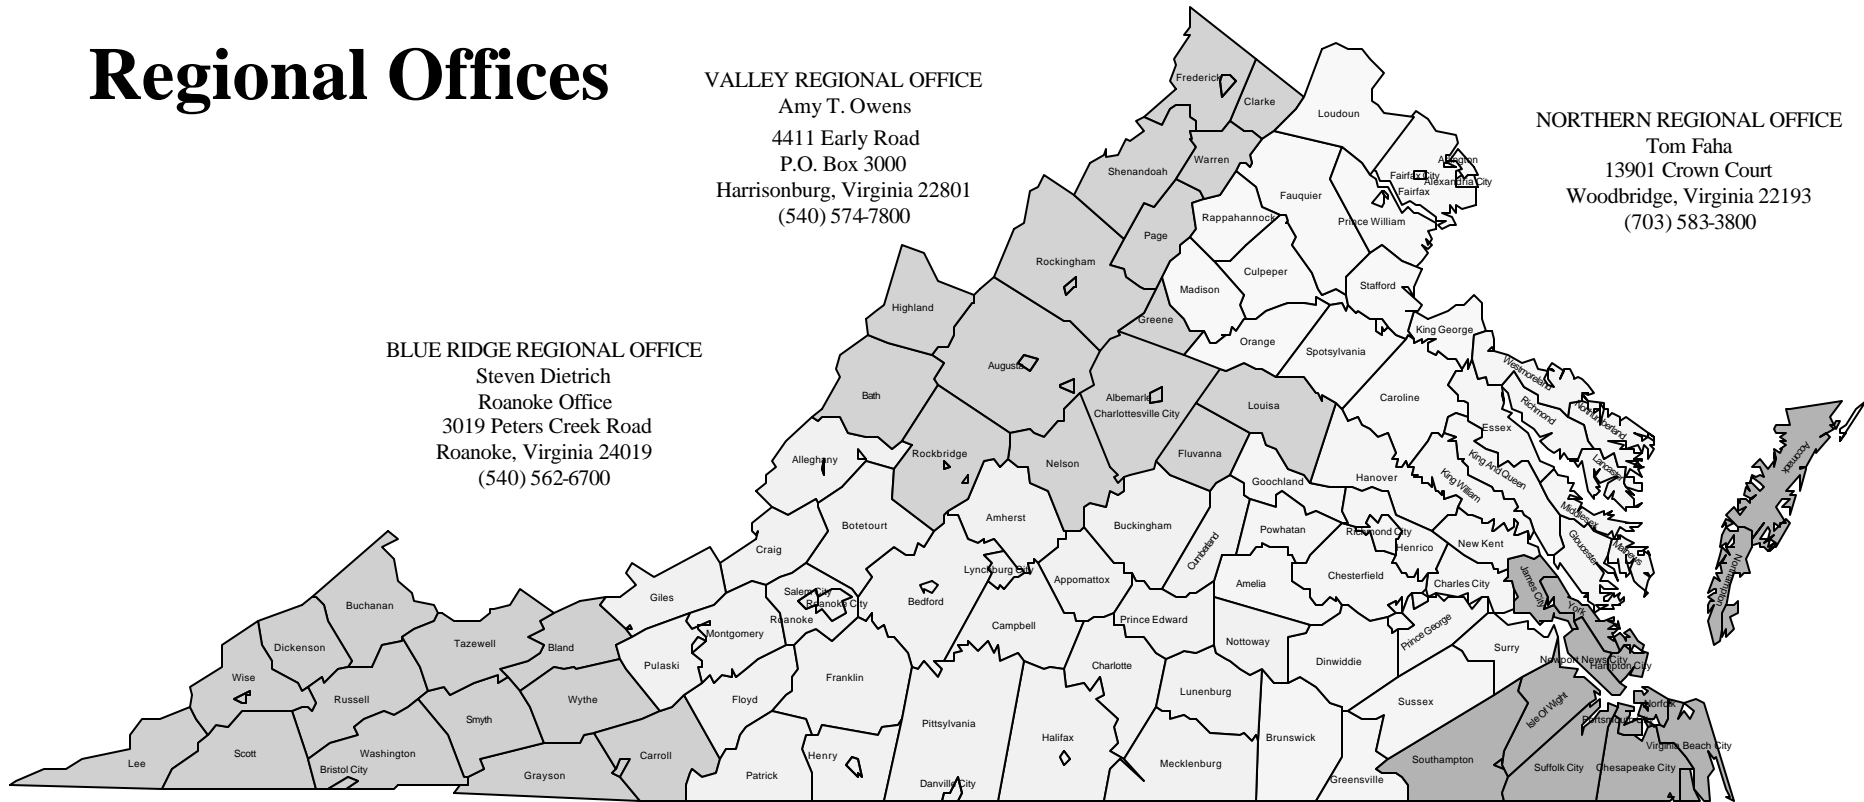 Regional Offices
VALLEY REGIONAL OFFICE
Amy T. Owens
4411 Early Road
P.O. Box 3000
Harrisonburg, Virginia 22801
(540) 574-7800
NORTHERN REGIONAL OFFICE
Tom Faha
13901 Crown Court
Woodbridge, Virginia 22193
(703) 583-3800
BLUE RIDGE REGIONAL OFFICE
Steven Dietrich
Roanoke Office
3019 Peters Creek Road
Roanoke, Virginia 24019
(540) 562-6700
Frederick
Clarke
Loudoun
Warren
Shenandoah
Arlington
Fairfax City
Alexandria City
Fairfax
Fauquier
Rappahannock
Prince William
Page
Rockingham
Culpeper
Madison
Stafford
Highland
Greene
King George
Orange
Spotsylvania
Augusta
Westmoreland
Bath
Albemarle
Charlottesville City
Louisa
Caroline
Richmond
Northumberland
Essex
Accomack
Alleghany
Rockbridge
Nelson
Fluvanna
King And Queen
Lancaster
Goochland
Hanover
King William
Middlesex
Amherst
Botetourt
Buckingham
Cumberland
Powhatan
Richmond City
Henrico
New Kent
Gloucester
Mathews
Craig
Lynchburg City
Appomattox
Amelia
Chesterfield
Charles City
James City
Northampton
Salem City
Roanoke City
Roanoke
Giles
Bedford
Buchanan
York
Campbell
Prince Edward
Prince George
Montgomery
Dickenson
Tazewell
Bland
Nottoway
Surry
Dinwiddie
Newport News City
Hampton City
Pulaski
Charlotte
Wise
Franklin
Russell
Wythe
Floyd
Lunenburg
Sussex
Isle Of Wight
Norfolk
Portsmouth City
Smyth
Pittsylvania
Halifax
Brunswick
Virginia Beach City
Lee
Scott
Washington
Bristol City
Carroll
Henry
Mecklenburg
Southampton
Suffolk City
Chesapeake City
Grayson
Patrick
Danville City
Greensville